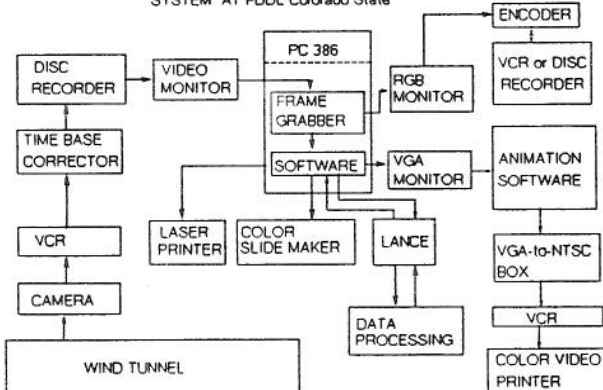 SYSTEM AT FDDL Colorado State
ENCODER
PC 386
DISC
RECORDER
VIDEO
MONITOR
RGB
MONITOR
VCR or DISC
RECORDER
FRAME
GRABBER
TIME BASE
CORRECTOR
SOFTWARE
VGA
MONITOR
ANIMATION
SOFTWARE
VCR
LASER
PRINTER
COLOR
SLIDE MAKER
LANCE
VGA-to-NTSC
BOX
CAMERA
DATA
PROCESSING
VCR
WIND TUNNEL
COLOR VIDEO
PRINTER